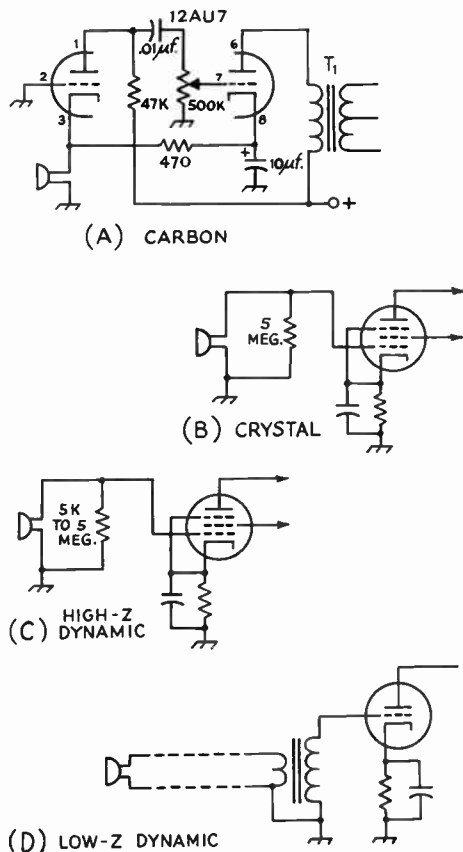 12AU7
.01µf.
1
6
2
7
47K
500K
T1
3
8
470
+
10µf.
+
(A) CARBON
5
MEG.
(B) CRYSTAL
5K
TO 5
MEG.
(C) HIGH-Z
DYNAMIC
(D) LOW-Z DYNAMIC